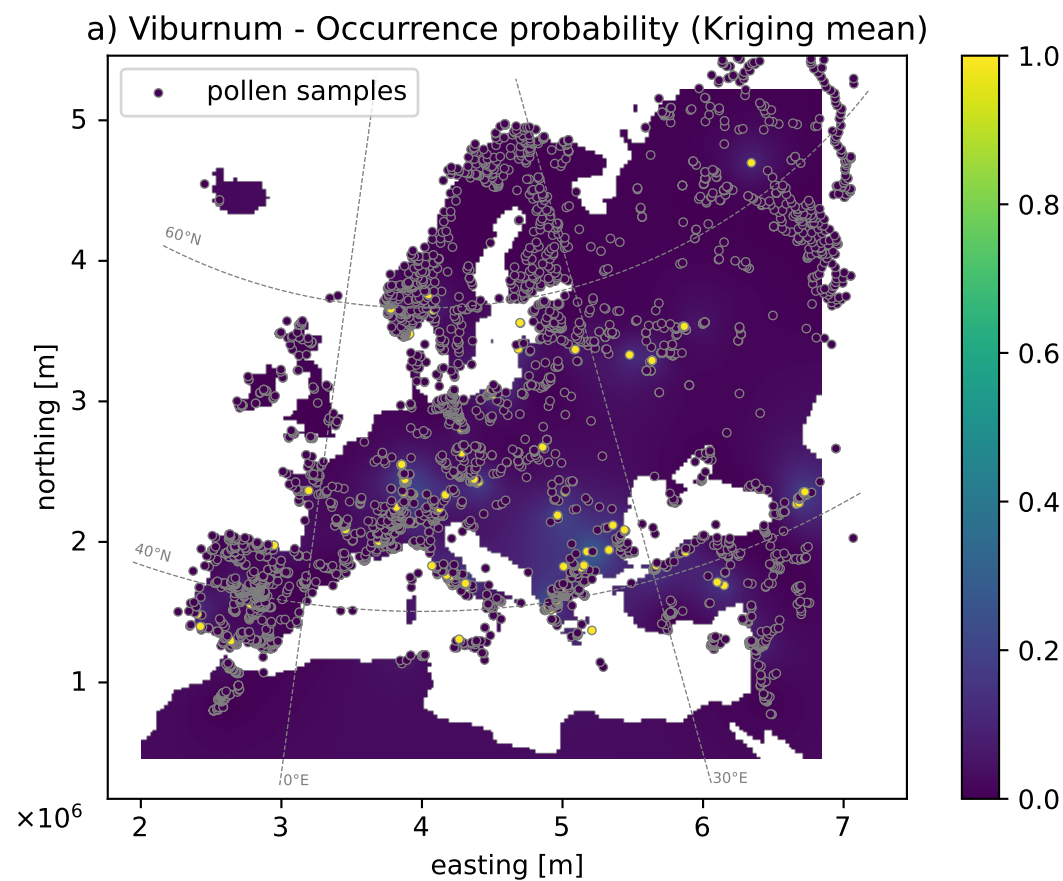 a) Viburnum - Occurrence probability (Kriging mean)
pollen samples
60°N
40°N
0°E
30°E
5
4
3
2
1
northing [m]
×10⁶
2 3 4 5 6 7
easting [m]
1.0
0.8
0.6
0.4
0.2
0.0